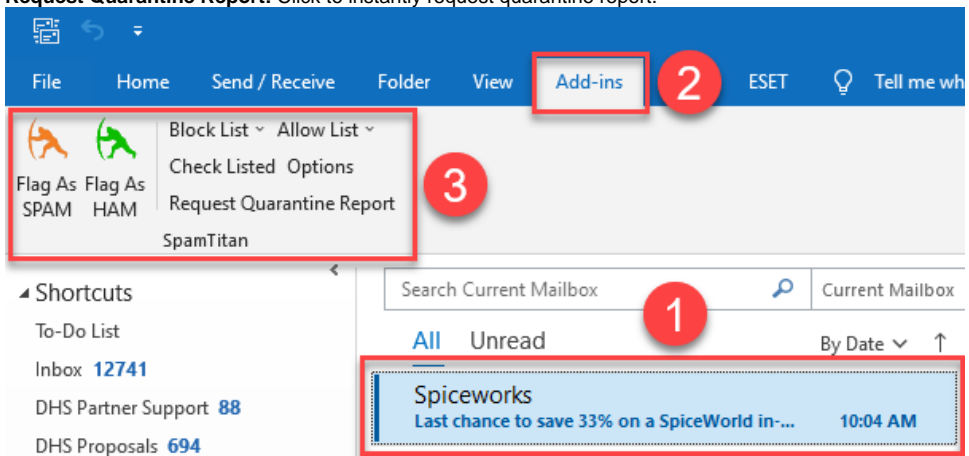 Request Quarantine Report: Click to instantly request quarantine report.
File Home Send / Receive Folder View Add-ins 2 ESET Tell me wh
Block List Allow List
Check Listed Options
Flag As SPAM Flag As HAM
Request Quarantine Report
3
SpamTitan
Shortcuts
Search Current Mailbox Current Mailbox
1
To-Do List
All Unread By Date
Inbox 12741
Spiceworks
DHS Partner Support 88
Last chance to save 33% on a SpiceWorld in-... 10:04 AM
DHS Proposals 694